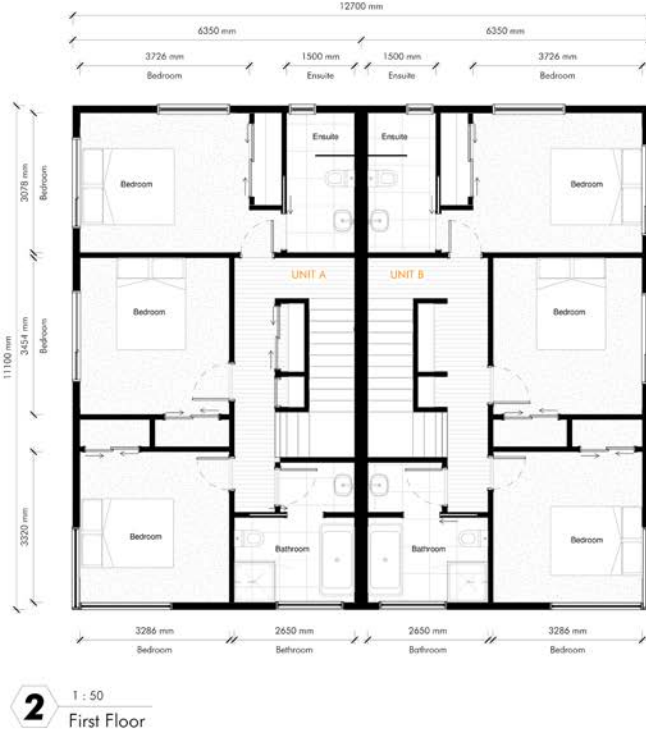 12700 mm
6350 mm 6350 mm
3726 mm 1500 mm 1500 mm 3726 mm
Bedroom Ensuite Ensuite Bedroom
Ensuite Ensuite
3078 mm
Bedroom
Bedroom Bedroom
UNIT A UNIT B
11100 mm
3454 mm
Bedroom
Bedroom Bedroom
3320 mm
Bedroom Bathroom Bathroom Bedroom
3286 mm 2650 mm 2650 mm 3286 mm
Bedroom Bethroom Bathroom Bedroom
2 1 : 50
First Floor